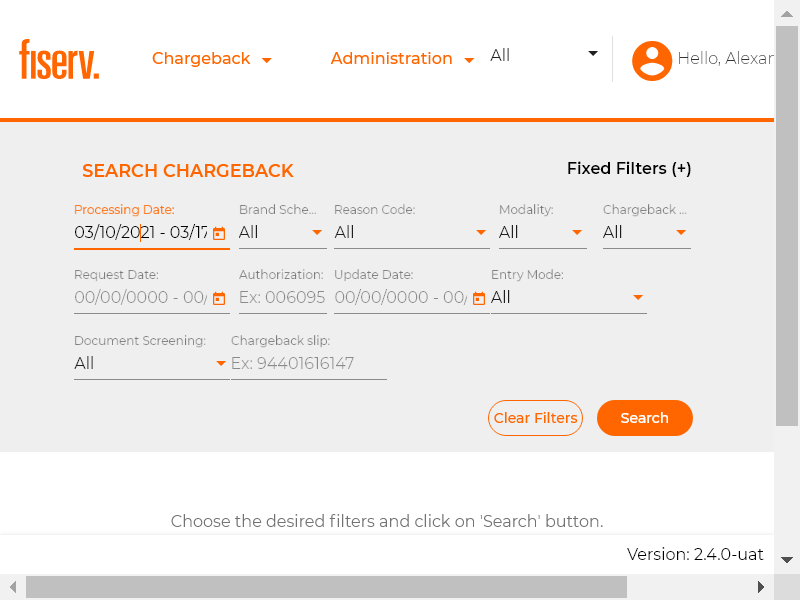 fiserv.
Chargeback
Administration
All
Hello, Alexar
SEARCH CHARGEBACK
Fixed Filters (+)
Processing Date:
Brand Sche...
Reason Code:
Modality:
Chargeback ...
03/10/2021 - 03/17
All
All
All
All
Request Date:
Authorization:
Update Date:
Entry Mode:
00/00/0000 - 00/
Ex: 006095
00/00/0000 - 00/
All
Document Screening:
Chargeback slip:
All
Ex: 94401616147
Clear Filters
Search
Choose the desired filters and click on 'Search' button.
Version: 2.4.0-uat